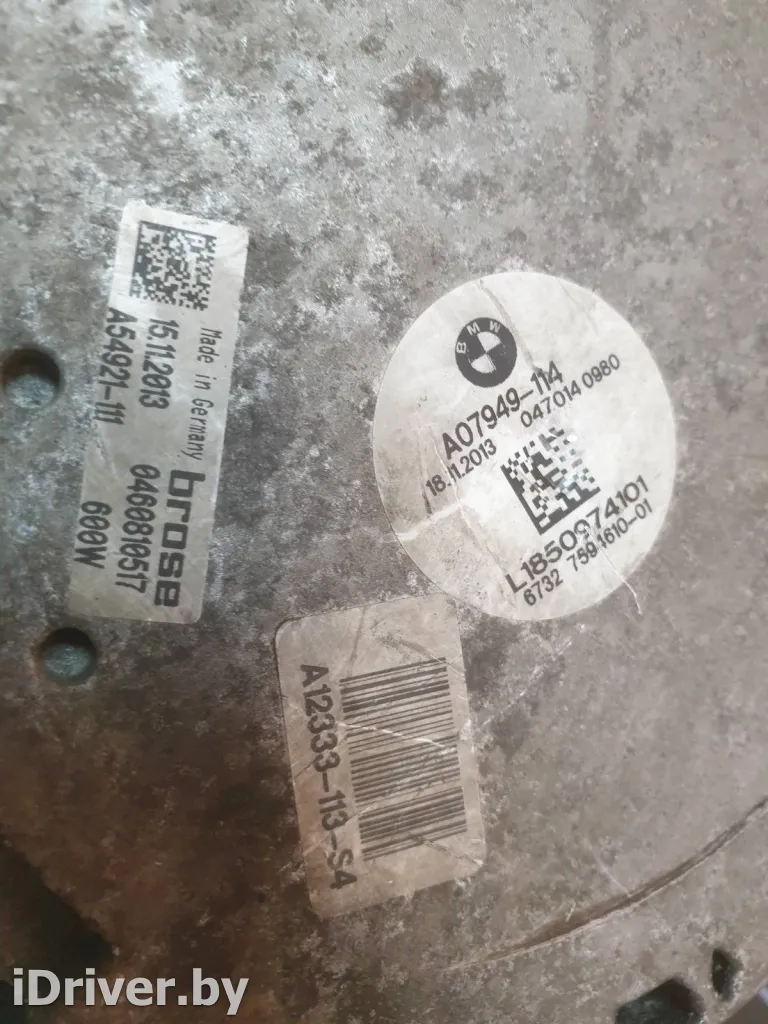 Made in Germany
brose
15.11.2013
0460810517
A54921-111
600W
BMW
A07949-114
18.11.2013
047014 0980
L1850974101
6732 7591610-01
A12333-113-S4
iDriver.by